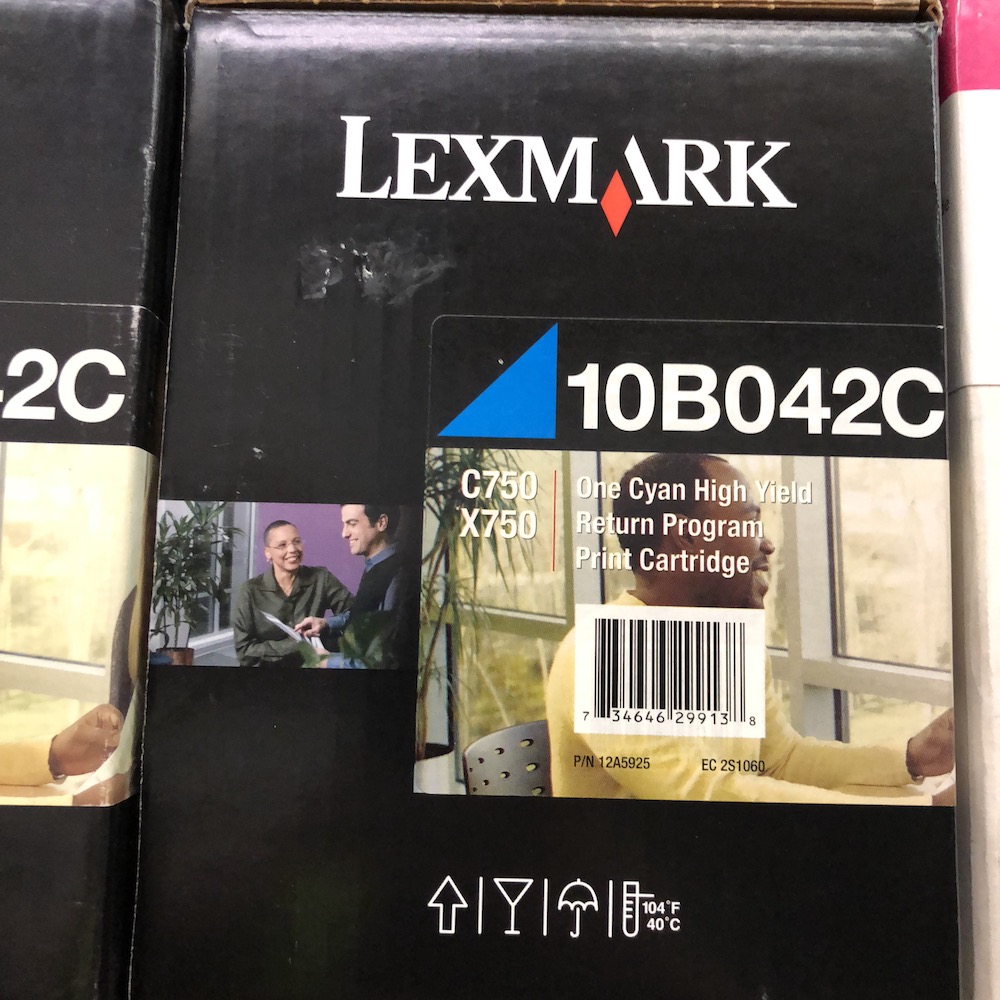 LEXMARK
2C
10B042C
C750
X750
One Cyan High Yield
Return Program
Print Cartridge
7 34646 29913 8
P/N 12A5925 EC 2S1060
104°F
40°C